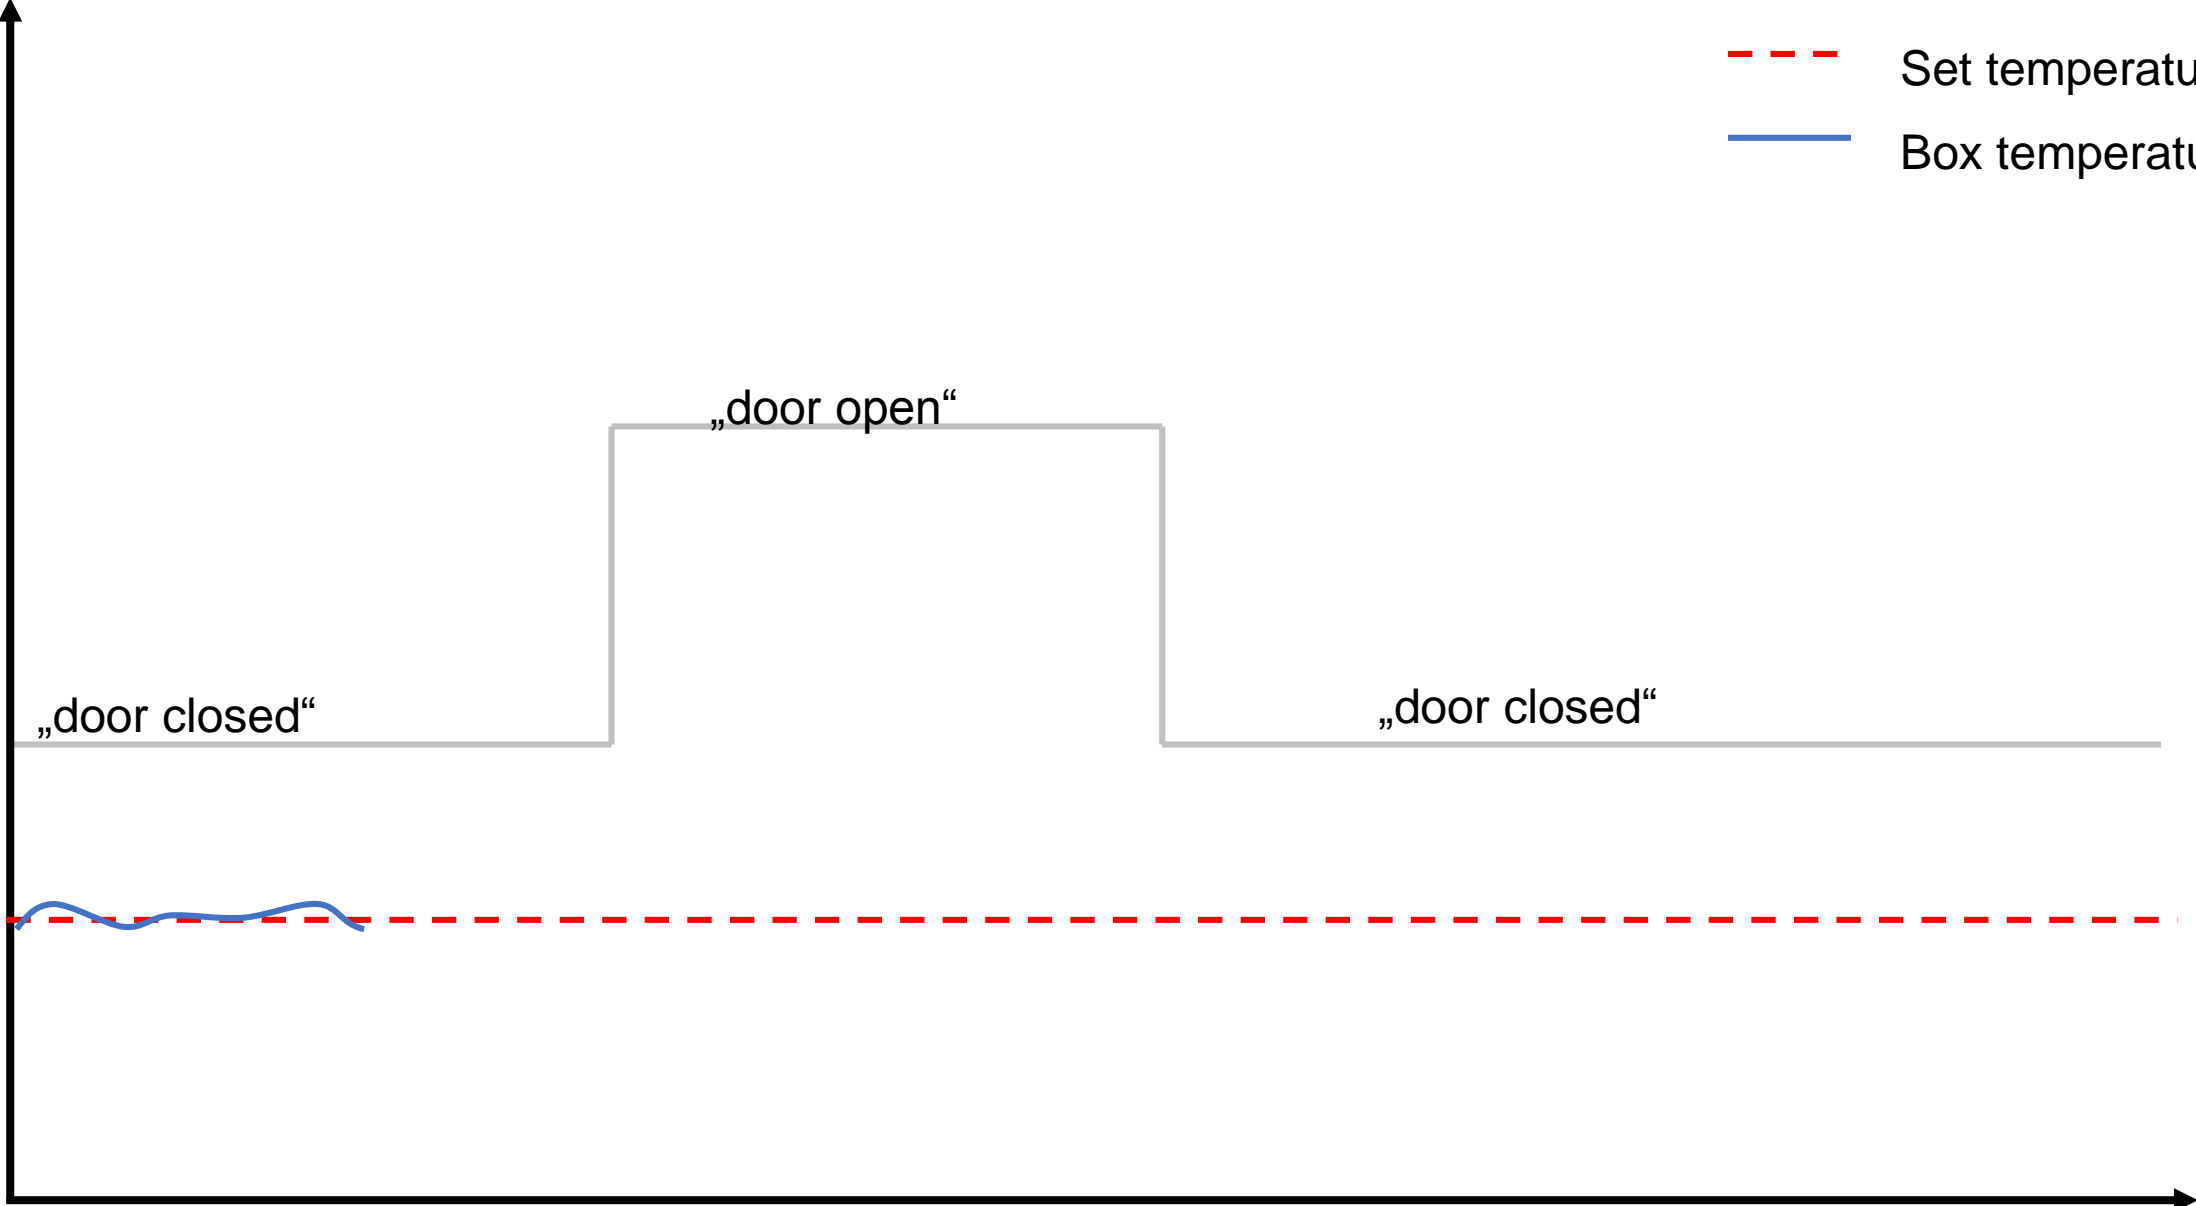 Set temperatu
Box temperatu
„door open“
„door closed“
„door closed“